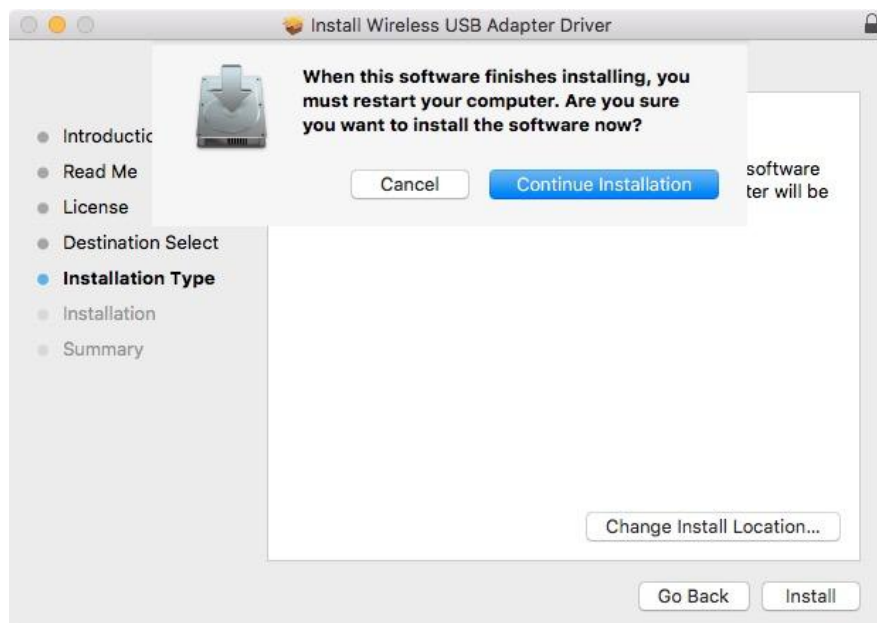 Install Wireless USB Adapter Driver
When this software finishes installing, you
must restart your computer. Are you sure
you want to install the software now?
Cancel
Continue Installation
Read Me
License
Destination Select
Installation Type
Installation
Summary
software
will be
Change Install Location...
Go Back
Install